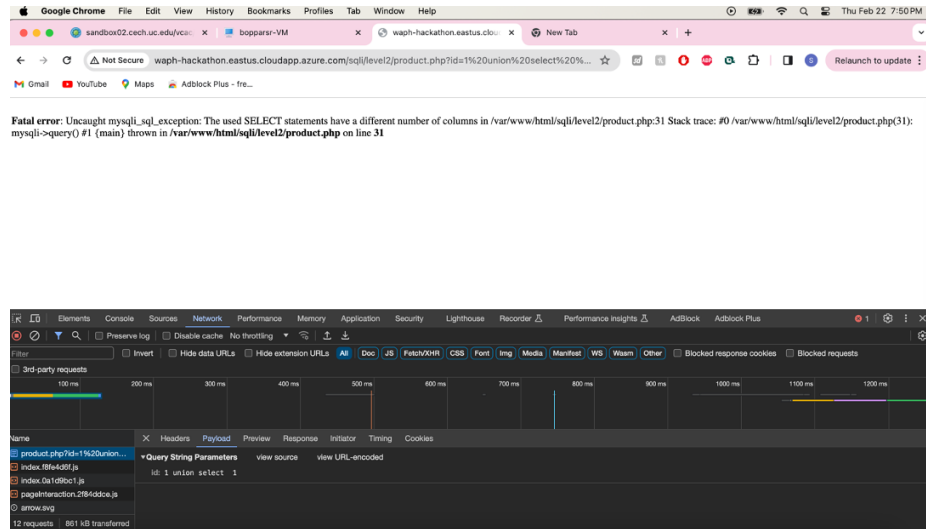 Google Chrome File Edit View History Bookmarks Profiles Tab Window Help Thu Feb 22 7:50 PM
sandbox02.cech.uc.edu/vcac bopparsr-VM waph-hackathon.eastus.clou New Tab
Not Secure waph-hackathon.eastus.cloudapp.azure.com/sqli/level2/product.php?id=1%20union%20select%20%... Relaunch to update
Gmail YouTube Maps Adblock Plus - fre...
Fatal error: Uncaught mysqli_sql_exception: The used SELECT statements have a different number of columns in /var/www/html/sqli/level2/product.php:31 Stack trace: #0 /var/www/html/sqli/level2/product.php(31):
mysqli->query() #1 {main} thrown in /var/www/html/sqli/level2/product.php on line 31
Elements Console Sources Network Performance Memory Application Security Lighthouse Recorder Performance insights AdBlock Adblock Plus 1
Preserve log Disable cache No throttling
Filter Invert Hide data URLs Hide extension URLs All Doc JS Fetch/XHR CSS Font Img Media Manifest WS Wasm Other Blocked response cookies Blocked requests
3rd-party requests
100 ms 200 ms 300 ms 400 ms 500 ms 600 ms 700 ms 800 ms 900 ms 1000 ms 1100 ms 1200 ms
Name Headers Payload Preview Response Initiator Timing Cookies
product.php?id=1%20union... Query String Parameters view source view URL-encoded
index.f8fe4d6f.js id: 1 union select 1
index.0a1d9bc1.js
pageInteraction.2f84ddce.js
arrow.svg
12 requests 861 kB transferred